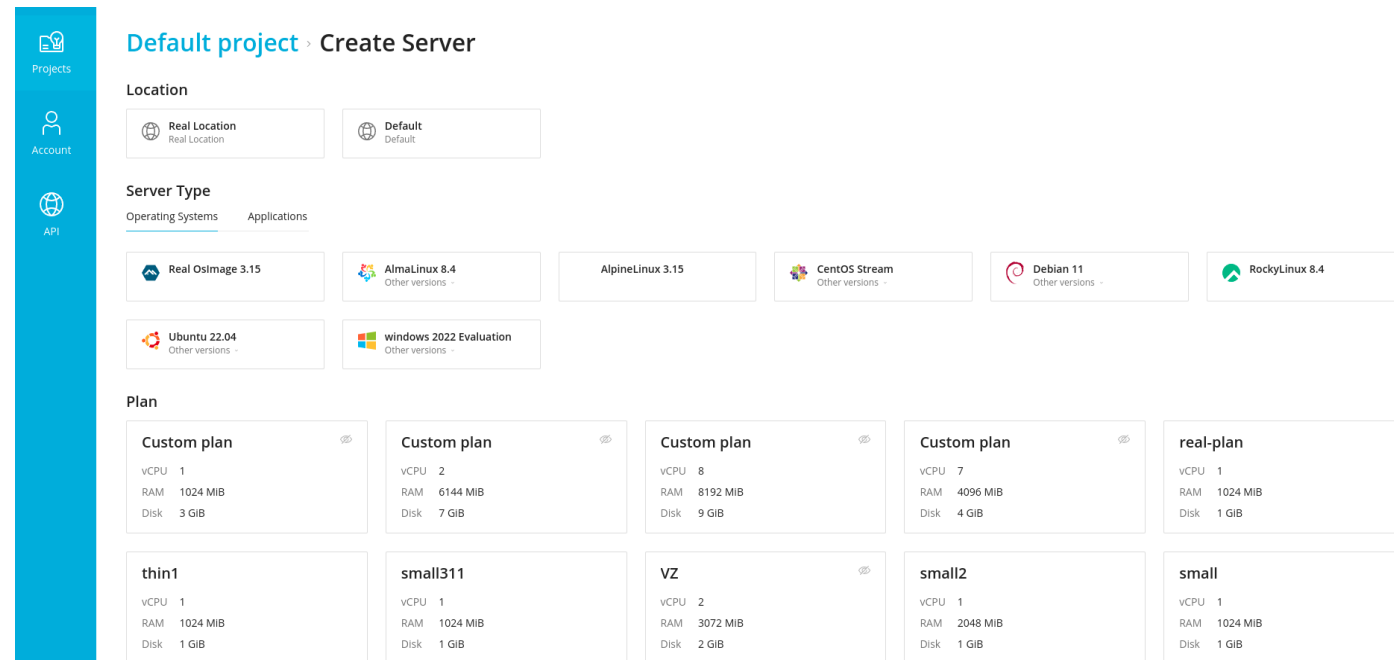 Default project › Create Server
Projects
Account
API
Location
Real Location
Real Location
Default
Default
Server Type
Operating Systems
Applications
Real OsImage 3.15
AlmaLinux 8.4
Other versions
AlpineLinux 3.15
CentOS Stream
Other versions
Debian 11
Other versions
RockyLinux 8.4
Ubuntu 22.04
Other versions
windows 2022 Evaluation
Other versions
Plan
Custom plan
vCPU 1
RAM 1024 MiB
Disk 3 GiB
Custom plan
vCPU 2
RAM 6144 MiB
Disk 7 GiB
Custom plan
vCPU 8
RAM 8192 MiB
Disk 9 GiB
Custom plan
vCPU 7
RAM 4096 MiB
Disk 4 GiB
real-plan
vCPU 1
RAM 1024 MiB
Disk 1 GiB
thin1
vCPU 1
RAM 1024 MiB
Disk 1 GiB
small311
vCPU 1
RAM 1024 MiB
Disk 1 GiB
VZ
vCPU 2
RAM 3072 MiB
Disk 2 GiB
small2
vCPU 1
RAM 2048 MiB
Disk 1 GiB
small
vCPU 1
RAM 1024 MiB
Disk 1 GiB